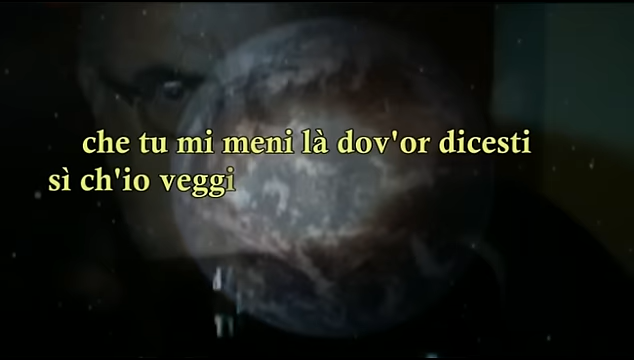 che tu mi meni là dov'or dicesti
sì ch'io veggi